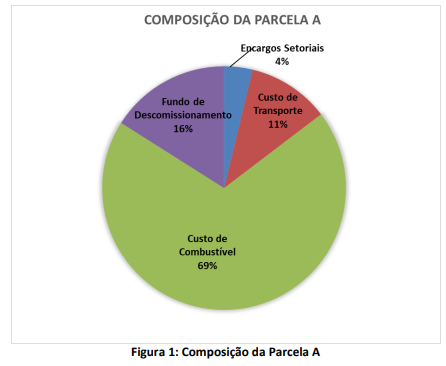 COMPOSIÇÃO DA PARCELA A
Encargos Setoriais
4%
Custo de
Transporte
11%
Fundo de
Descomissionamento
16%
Custo de
Combustível
69%
Figura 1: Composição da Parcela A